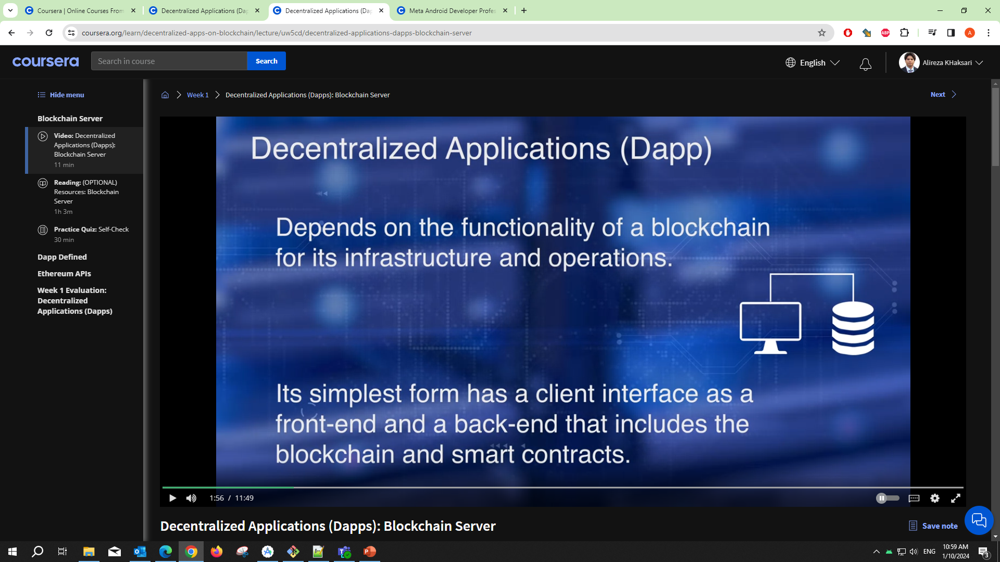 Coursera | Online Courses From
Decentralized Applications (Dap
Decentralized Applications (Dap
Meta Android Developer Profes
coursera.org/learn/decentralized-apps-on-blockchain/lecture/uw5cd/decentralized-applications-dapps-blockchain-server
ABP
A
coursera
Search in course
Search
English
Alireza KHaksari
Hide menu
Week 1
Decentralized Applications (Dapps): Blockchain Server
Next
Blockchain Server
Video: Decentralized
Applications (Dapps):
Blockchain Server
11 min
Reading: (OPTIONAL)
Resources: Blockchain
Server
1h 3m
Practice Quiz: Self-Check
30 min
Dapp Defined
Ethereum APIs
Week 1 Evaluation:
Decentralized
Applications (Dapps)
Decentralized Applications (Dapp)
Depends on the functionality of a blockchain
for its infrastructure and operations.
Its simplest form has a client interface as a
front-end and a back-end that includes the
blockchain and smart contracts.
1:56 / 11:49
Decentralized Applications (Dapps): Blockchain Server
Save note
ENG
10:59 AM
1/10/2024
3